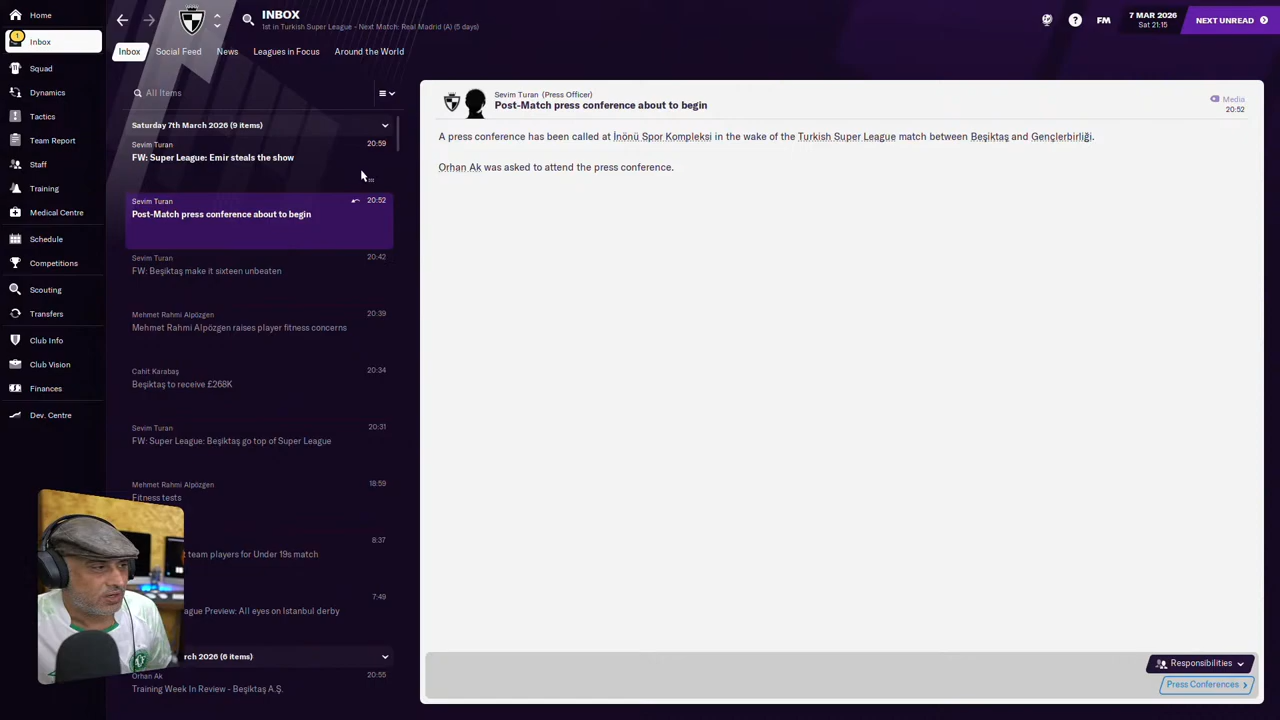 Home
Inbox
1
Squad
Dynamics
Tactics
Team Report
Staff
Training
Medical Centre
Schedule
Competitions
Scouting
Transfers
Club Info
Club Vision
Finances
Dev. Centre
INBOX
1st in Turkish Super League - Next Match: Real Madrid (A) (5 days)
FM
7 MAR 2026
Sat 21:15
NEXT UNREAD
Inbox
Social Feed
News
Leagues in Focus
Around the World
All Items
Saturday 7th March 2026 (9 items)
Sevim Turan
20:59
FW: Super League: Emir steals the show
Sevim Turan
20:52
Post-Match press conference about to begin
Sevim Turan
20:42
FW: Beşiktaş make it sixteen unbeaten
Mehmet Rahmi Alpözgen
20:39
Mehmet Rahmi Alpözgen raises player fitness concerns
Cahit Karabaş
20:34
Beşiktaş to receive £268K
Sevim Turan
20:31
FW: Super League: Beşiktaş go top of Super League
Mehmet Rahmi Alpözgen
18:59
Fitness tests
8:37
team players for Under 19s match
7:49
ague Preview: All eyes on Istanbul derby
rch 2026 (6 items)
Orhan Ak
20:55
Training Week In Review - Beşiktaş A.Ş.
Sevim Turan (Press Officer)
Post-Match press conference about to begin
Media
20:52
A press conference has been called at İnönü Spor Kompleksi in the wake of the Turkish Super League match between Beşiktaş and Gençlerbirliği.
Orhan Ak was asked to attend the press conference.
Responsibilities
Press Conferences